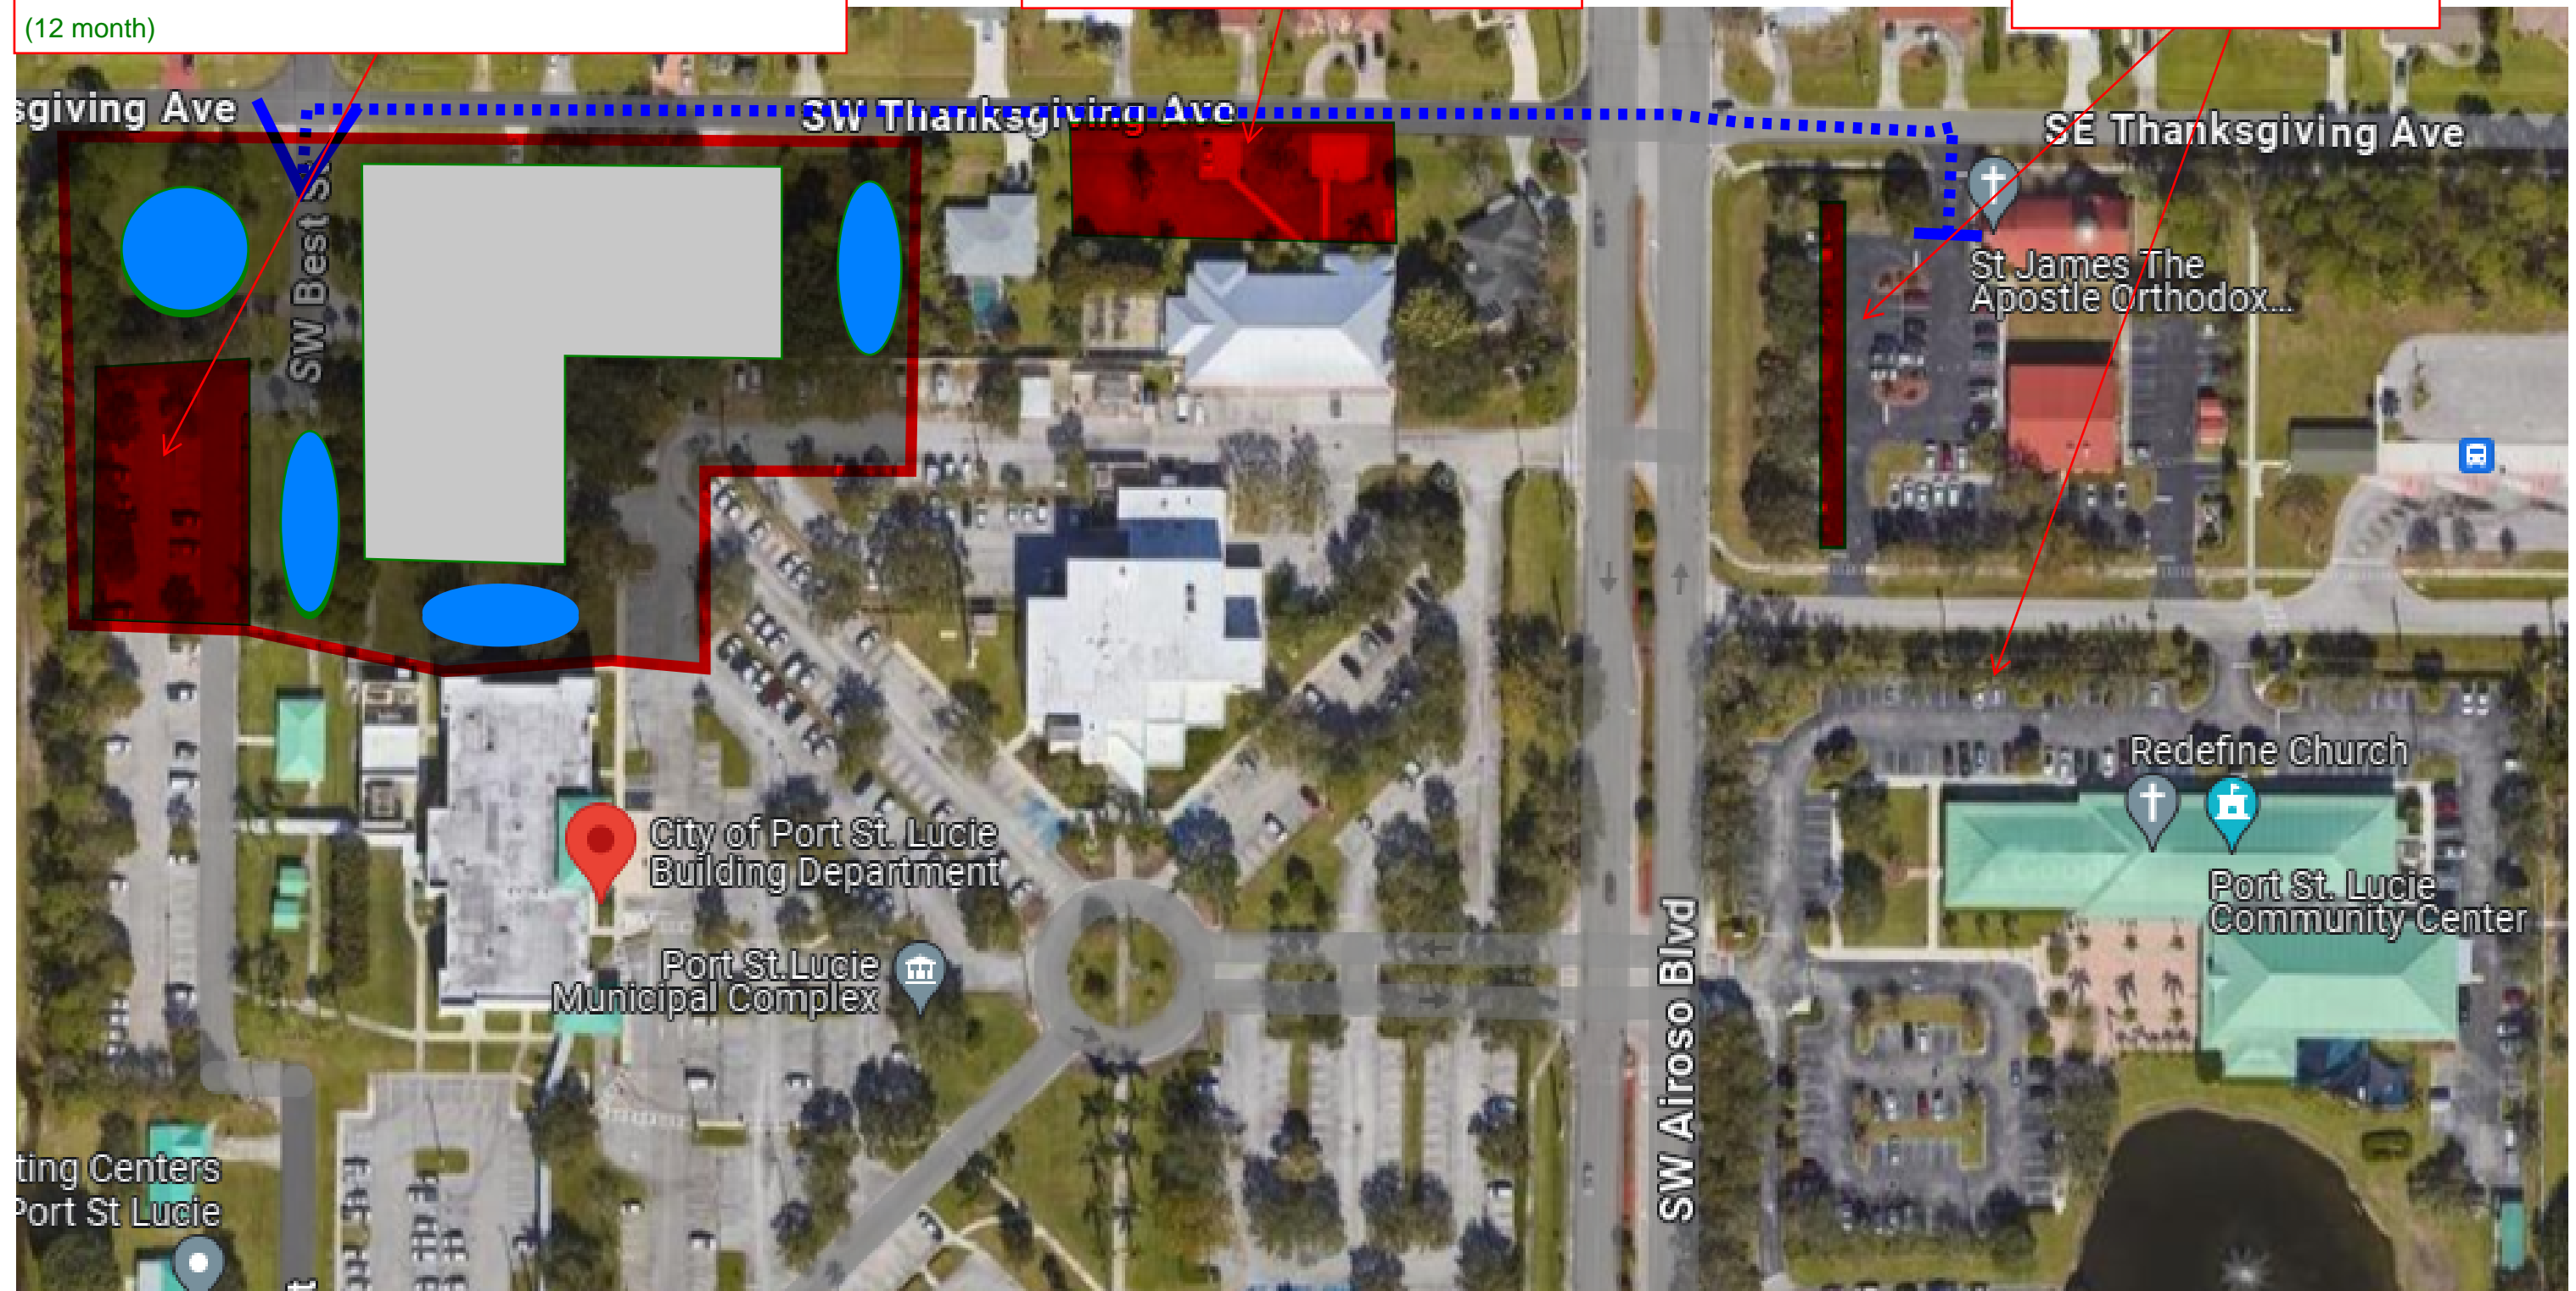 (12 month)
sgiving Ave
SW Thanksgiving Ave
SE Thanksgiving Ave
SW Best St
St James The
Apostle Orthodox...
Redefine Church
City of Port St. Lucie
Building Department
Port St. Lucie
Community Center
Port St.Lucie
Municipal Complex
SW Airoso Blvd
ting Centers
Port St Lucie
t